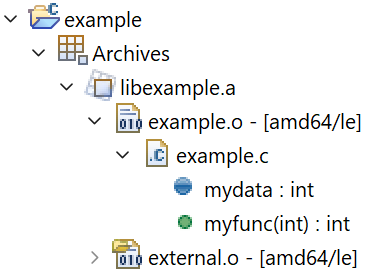 example
Archives
libexample.a
example.o - [amd64/le]
example.c
mydata : int
myfunc(int) : int
external.o - [amd64/le]